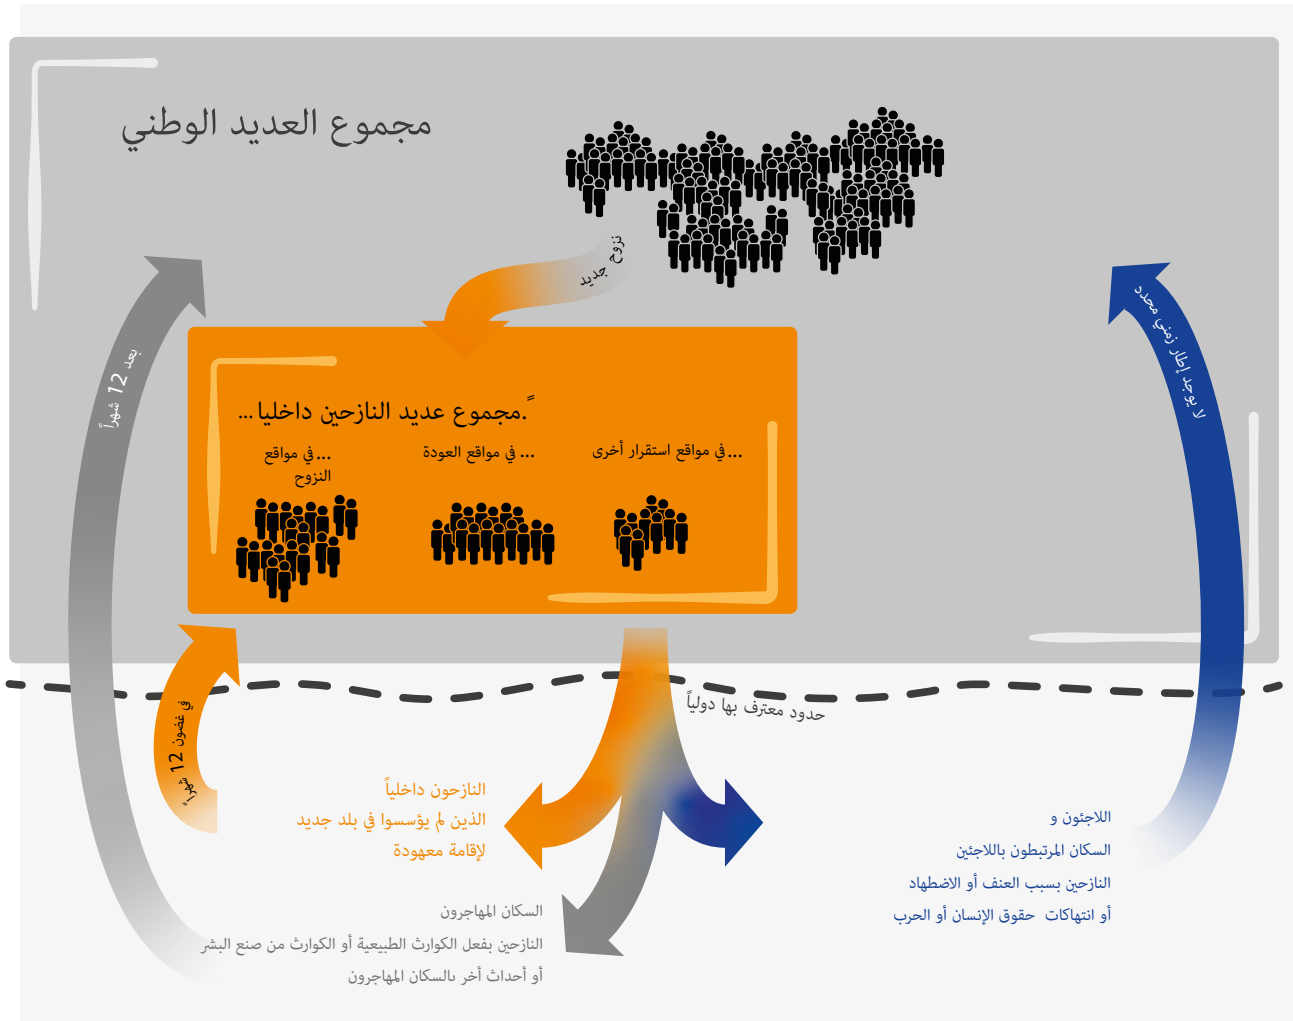 مجموع العديد الوطني
نزوح جديد
بعد 12 شهراً
لا يوجد إطار زمني محدد
مجموع عديد النازحين داخليا ...ً.
... في مواقع استقرار أخرى
... في مواقع العودة
... في مواقع
النزوح
في غضون 12 شهراً
حدود معترف بها دولياً
النازحون داخلياً
الذين لم يؤسسوا في بلد جديد
لإقامة معهودة
اللاجئون و
السكان المرتبطون باللاجئين
النازحين بسبب العنف أو الاضطهاد
أو انتهاكات حقوق الإنسان أو الحرب
السكان المهاجرون
النازحين بفعل الكوارث الطبيعية أو الكوارث من صنع البشر
أو أحداث أخر بالسكان المهاجرون